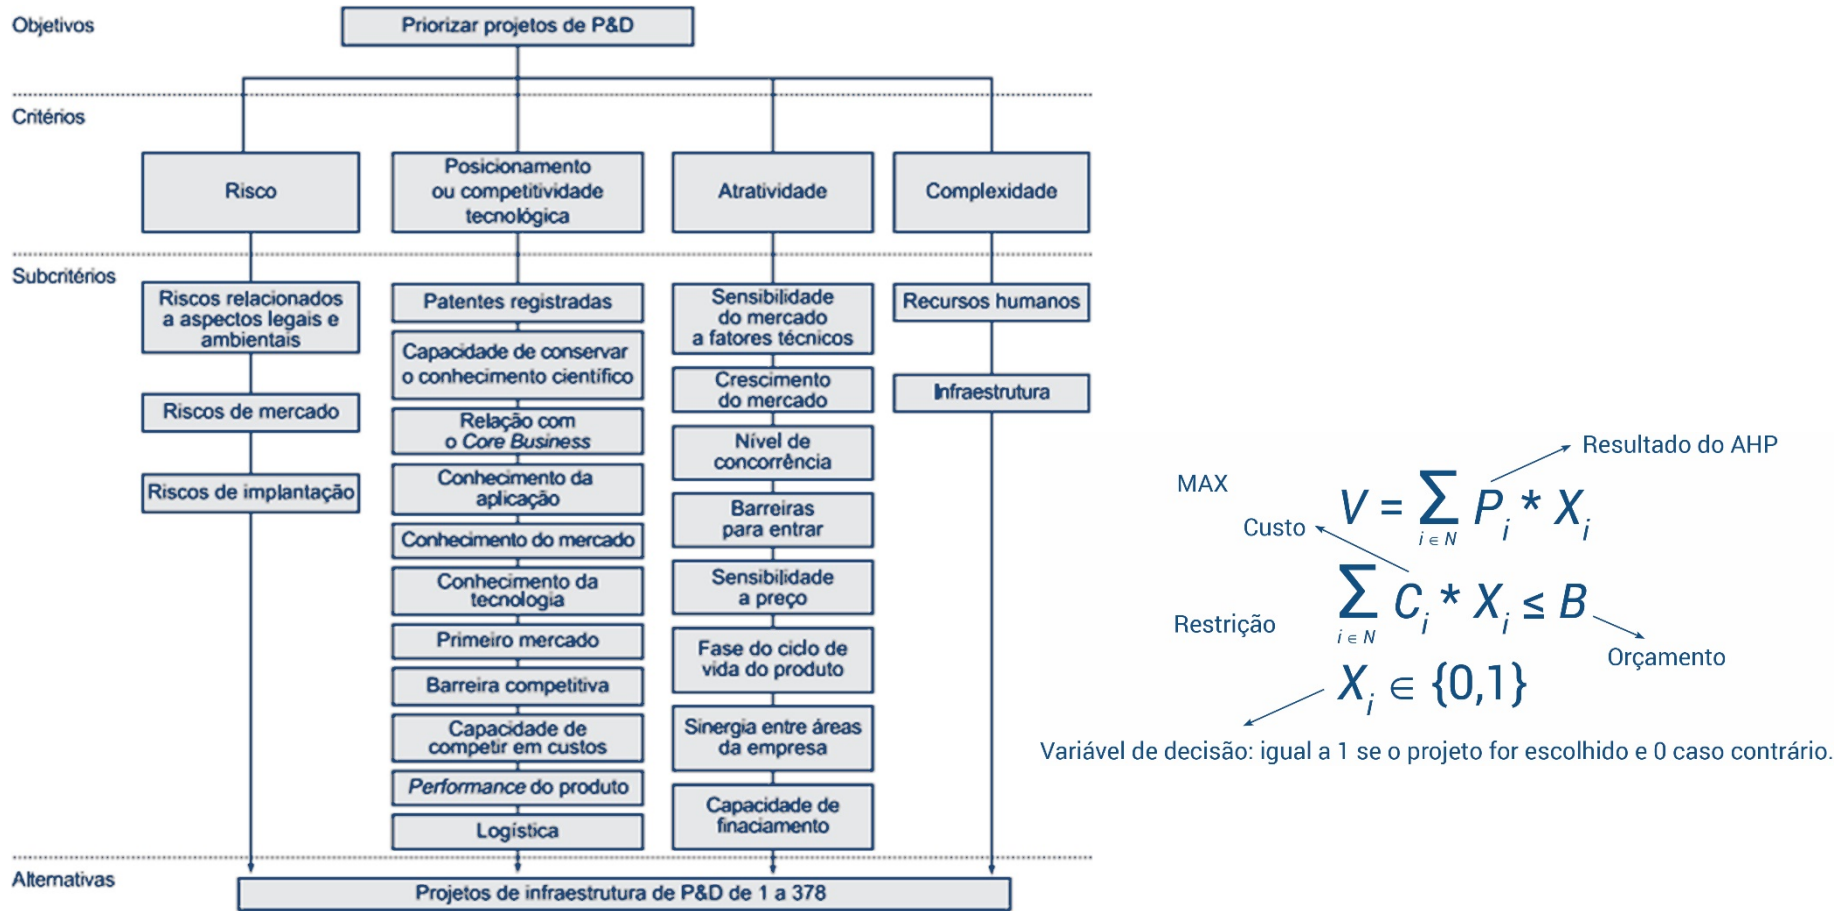 Objetivos
Priorizar projetos de P&D
Critérios
Risco
Posicionamento
ou competitividade
tecnológica
Atratividade
Complexidade
Subcritérios
Riscos relacionados
a aspectos legais e
ambientais
Riscos de mercado
Riscos de implantação
Patentes registradas
Capacidade de conservar
o conhecimento científico
Relação com
o Core Business
Conhecimento da
aplicação
Conhecimento do mercado
Conhecimento da
tecnologia
Primeiro mercado
Barreira competitiva
Capacidade de
competir em custos
Performance do produto
Logística
Sensibilidade
do mercado
a fatores técnicos
Crescimento
do mercado
Nível de
concorrência
Barreiras
para entrar
Sensibilidade
a preço
Fase do ciclo de
vida do produto
Sinergia entre áreas
da empresa
Capacidade de
finaciamento
Recursos humanos
Infraestrutura
Alternativas
Projetos de infraestrutura de P&D de 1 a 378
Resultado do AHP
MAX
V = ∑ P_i * X_i
i ∈ N
Custo
Restrição
∑ C_i * X_i ≤ B
i ∈ N
Orçamento
X_i ∈ {0,1}
Variável de decisão: igual a 1 se o projeto for escolhido e 0 caso contrário.